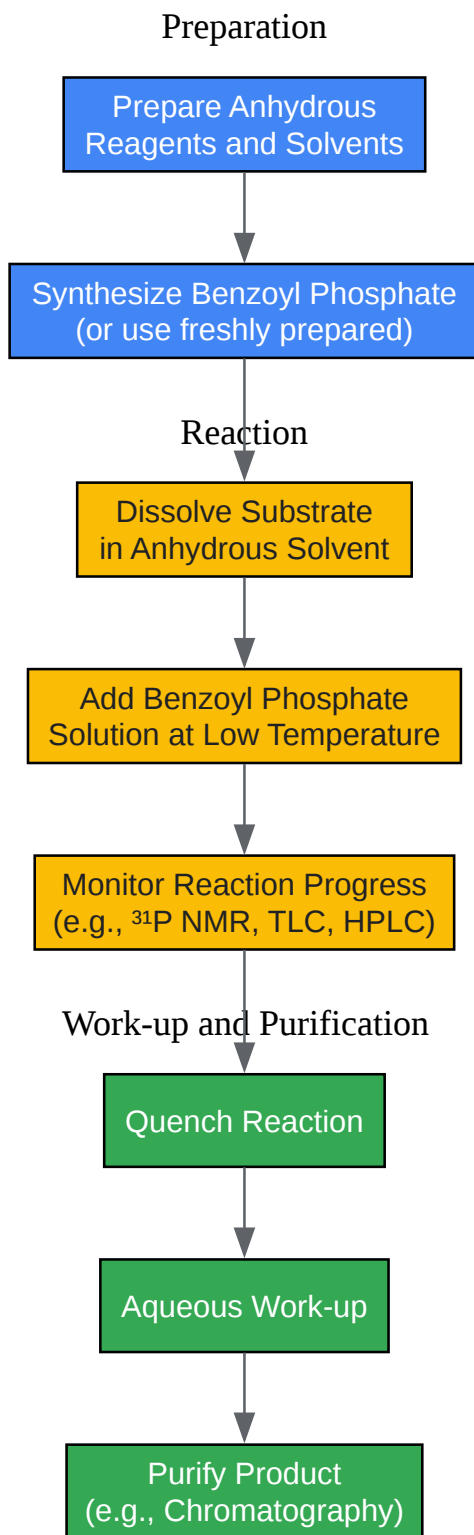 Preparation
Prepare Anhydrous
Reagents and Solvents
Synthesize Benzoyl Phosphate
(or use freshly prepared)
Reaction
Dissolve Substrate
in Anhydrous Solvent
Add Benzoyl Phosphate
Solution at Low Temperature
Monitor Reaction Progress
(e.g., ³¹P NMR, TLC, HPLC)
Work-up and Purification
Quench Reaction
Aqueous Work-up
Purify Product
(e.g., Chromatography)